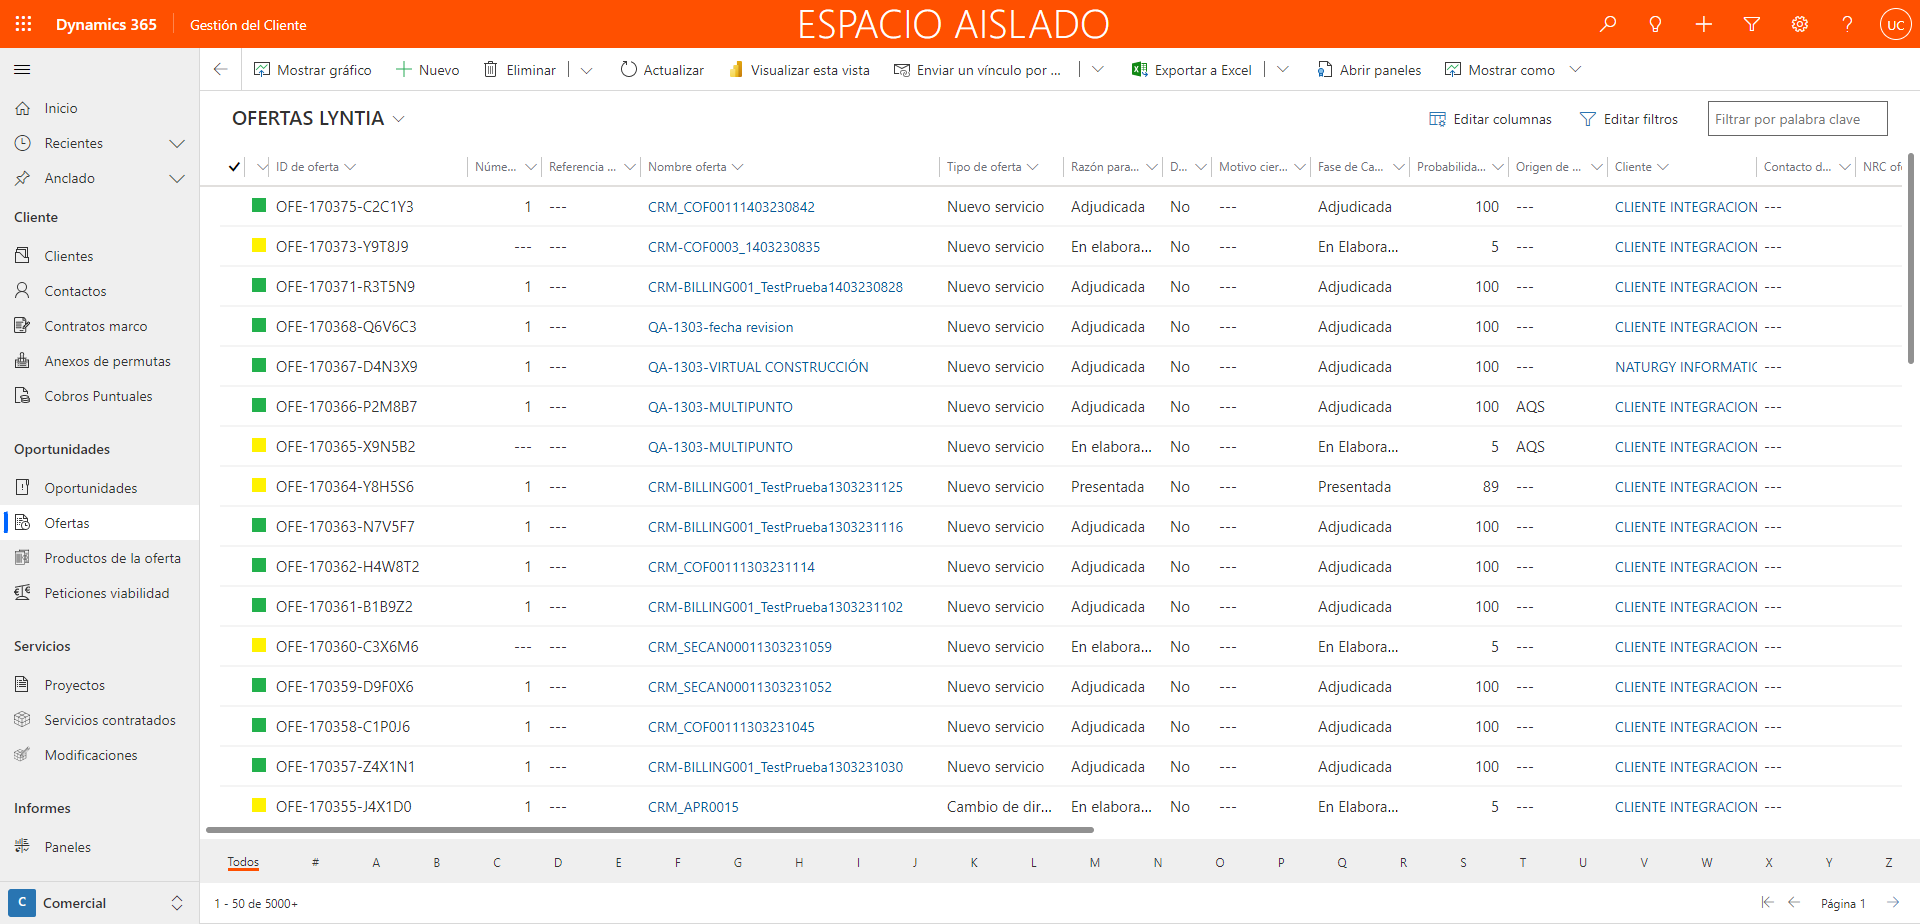 Dynamics 365
Gestión del Cliente
ESPACIO AISLADO
UC
Mostrar gráfico
Nuevo
Eliminar
Actualizar
Visualizar esta vista
Enviar un vínculo por ...
Exportar a Excel
Abrir paneles
Mostrar como
Inicio
Recientes
Anclado
Cliente
Clientes
Contactos
Contratos marco
Anexos de permutas
Cobros Puntuales
Oportunidades
Oportunidades
Ofertas
Productos de la oferta
Peticiones viabilidad
Servicios
Proyectos
Servicios contratados
Modificaciones
Informes
Paneles
C Comercial
OFERTAS LYNTIA
Editar columnas
Editar filtros
Filtrar por palabra clave
ID de oferta Núme... Referencia ... Nombre oferta Tipo de oferta Razón para... D... Motivo cier... Fase de Ca... Probabilida... Origen de ... Cliente Contacto d... NRC ofe
OFE-170375-C2C1Y3 1 --- CRM_COF00111403230842 Nuevo servicio Adjudicada No --- Adjudicada 100 --- CLIENTE INTEGRACION ---
OFE-170373-Y9T8J9 --- --- CRM-COF0003_1403230835 Nuevo servicio En elabora... No --- En Elabora... 5 --- CLIENTE INTEGRACION ---
OFE-170371-R3T5N9 1 --- CRM-BILLING001_TestPrueba1403230828 Nuevo servicio Adjudicada No --- Adjudicada 100 --- CLIENTE INTEGRACION ---
OFE-170368-Q6V6C3 1 --- QA-1303-fecha revision Nuevo servicio Adjudicada No --- Adjudicada 100 --- CLIENTE INTEGRACION ---
OFE-170367-D4N3X9 1 --- QA-1303-VIRTUAL CONSTRUCCIÓN Nuevo servicio Adjudicada No --- Adjudicada 100 --- NATURGY INFORMATIC ---
OFE-170366-P2M8B7 1 --- QA-1303-MULTIPUNTO Nuevo servicio Adjudicada No --- Adjudicada 100 AQS CLIENTE INTEGRACION ---
OFE-170365-X9N5B2 --- --- QA-1303-MULTIPUNTO Nuevo servicio En elabora... No --- En Elabora... 5 AQS CLIENTE INTEGRACION ---
OFE-170364-Y8H5S6 1 --- CRM-BILLING001_TestPrueba1303231125 Nuevo servicio Presentada No --- Presentada 89 --- CLIENTE INTEGRACION ---
OFE-170363-N7V5F7 1 --- CRM-BILLING001_TestPrueba1303231116 Nuevo servicio Adjudicada No --- Adjudicada 100 --- CLIENTE INTEGRACION ---
OFE-170362-H4W8T2 1 --- CRM_COF00111303231114 Nuevo servicio Adjudicada No --- Adjudicada 100 --- CLIENTE INTEGRACION ---
OFE-170361-B1B9Z2 1 --- CRM-BILLING001_TestPrueba1303231102 Nuevo servicio Adjudicada No --- Adjudicada 100 --- CLIENTE INTEGRACION ---
OFE-170360-C3X6M6 --- --- CRM_SECAN00011303231059 Nuevo servicio En elabora... No --- En Elabora... 5 --- CLIENTE INTEGRACION ---
OFE-170359-D9F0X6 1 --- CRM_SECAN00011303231052 Nuevo servicio Adjudicada No --- Adjudicada 100 --- CLIENTE INTEGRACION ---
OFE-170358-C1P0J6 1 --- CRM_COF00111303231045 Nuevo servicio Adjudicada No --- Adjudicada 100 --- CLIENTE INTEGRACION ---
OFE-170357-Z4X1N1 1 --- CRM-BILLING001_TestPrueba1303231030 Nuevo servicio Adjudicada No --- Adjudicada 100 --- CLIENTE INTEGRACION ---
OFE-170355-J4X1D0 1 --- CRM_APR0015 Cambio de dir... En elabora... No --- En Elabora... 5 --- CLIENTE INTEGRACION ---
Todos # A B C D E F G H I J K L M N O P Q R S T U V W X Y Z
1 - 50 de 5000+
Página 1